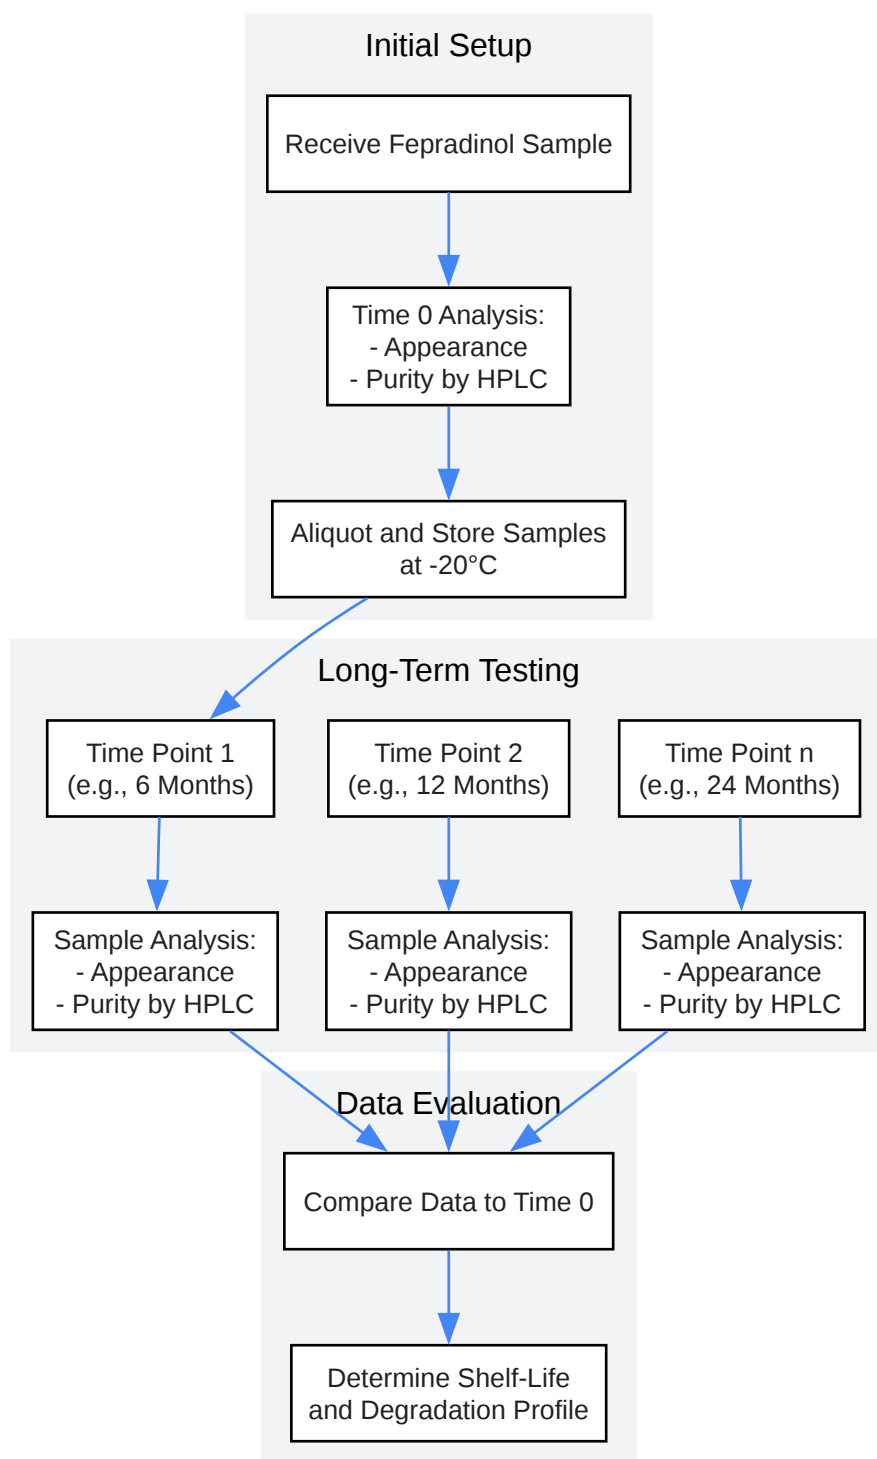 Initial Setup
Receive Fepradinol Sample
Time 0 Analysis:
- Appearance
- Purity by HPLC
Aliquot and Store Samples
at -20°C
Long-Term Testing
Time Point 1
(e.g., 6 Months)
Time Point 2
(e.g., 12 Months)
Time Point n
(e.g., 24 Months)
Sample Analysis:
- Appearance
- Purity by HPLC
Sample Analysis:
- Appearance
- Purity by HPLC
Sample Analysis:
- Appearance
- Purity by HPLC
Data Evaluation
Compare Data to Time 0
Determine Shelf-Life
and Degradation Profile